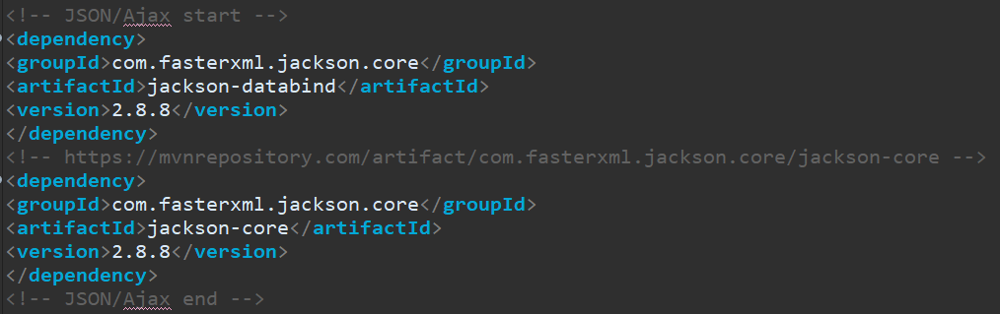 <!-- JSON/Ajax start -->
<dependency>
<groupId>com.fasterxml.jackson.core</groupId>
<artifactId>jackson-databind</artifactId>
<version>2.8.8</version>
</dependency>
<!-- https://mvnrepository.com/artifact/com.fasterxml.jackson.core/jackson-core -->
<dependency>
<groupId>com.fasterxml.jackson.core</groupId>
<artifactId>jackson-core</artifactId>
<version>2.8.8</version>
</dependency>
<!-- JSON/Ajax end -->